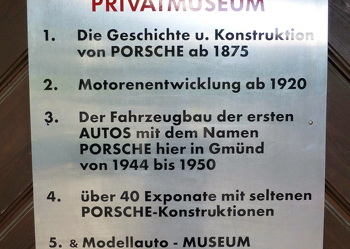 PRIVATMUSEUM
1. Die Geschichte u. Konstruktion
von PORSCHE ab 1875
2. Motorenentwicklung ab 1920
3. Der Fahrzeugbau der ersten
AUTOS mit dem Namen
PORSCHE hier in Gmünd
von 1944 bis 1950
4. über 40 Exponate mit seltenen
PORSCHE-Konstruktionen
5. & Modellauto - MUSEUM